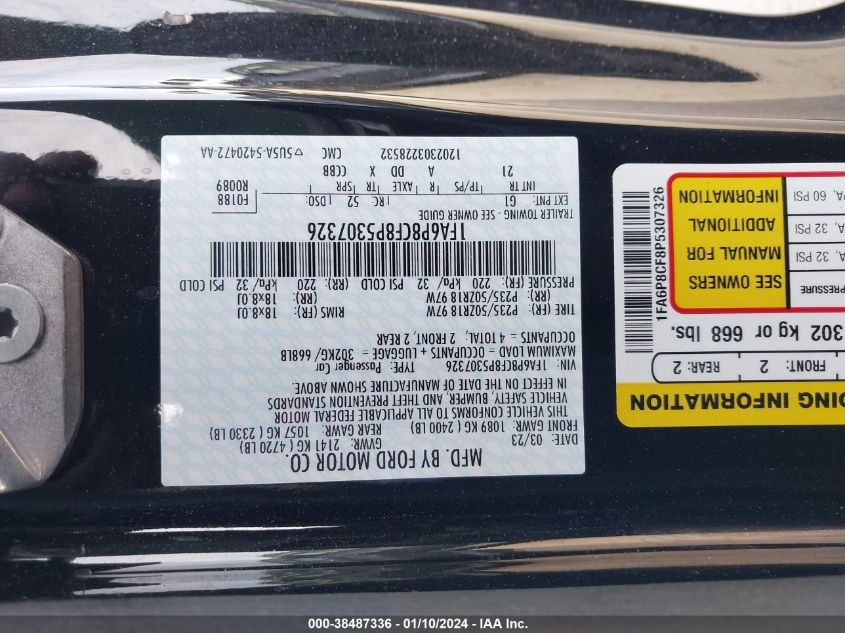 MFD. BY FORD MOTOR CO.
DATE: 03/23 GVWR: 2141 KG ( 4720 LB)
FRONT GAWR: 1089 KG ( 2400 LB) REAR GAWR: 1057 KG ( 2330 LB)
THIS VEHICLE CONFORMS TO ALL APPLICABLE FEDERAL MOTOR
VEHICLE SAFETY, BUMPER, AND THEFT PREVENTION STANDARDS
IN EFFECT ON THE DATE OF MANUFACTURE SHOWN ABOVE.
VIN: 1FA6P8CF8P5307326 TYPE: Passenger Car
MAXIMUM LOAD = OCCUPANTS + LUGGAGE = 302KG/668LB
OCCUPANTS = 4 TOTAL, 2 FRONT, 2 REAR
TIRE (FR): P235/50ZR18 97W RIMS (FR): 18x8.0J
(RR): P235/50ZR18 97W (RR): 18x8.0J
PRESSURE (FR): 220 kPa/ 32 PSI COLD (RR): 220 kPa/ 32 PSI COLD
1FA6P8CF8P5307326
TRAILER TOWING - SEE OWNER GUIDE
EXT PNT: G1 RC: 52 DSO: F0188
INT TR TP/PS R AXLE TR SPR R0089
21 A DD X CCBB
1202303228532 CMC ▽5U5A-5420472-AA
DING INFORMATION
FRONT: 2 REAR: 2
302 kg or 668 lbs.
PRESSURE SEE OWNERS
A, 32 PSI MANUAL FOR
A, 32 PSI ADDITIONAL
PA, 60 PSI INFORMATION
1FA6P8CF8P5307326
000-38487336 - 01/10/2024 - IAA Inc.